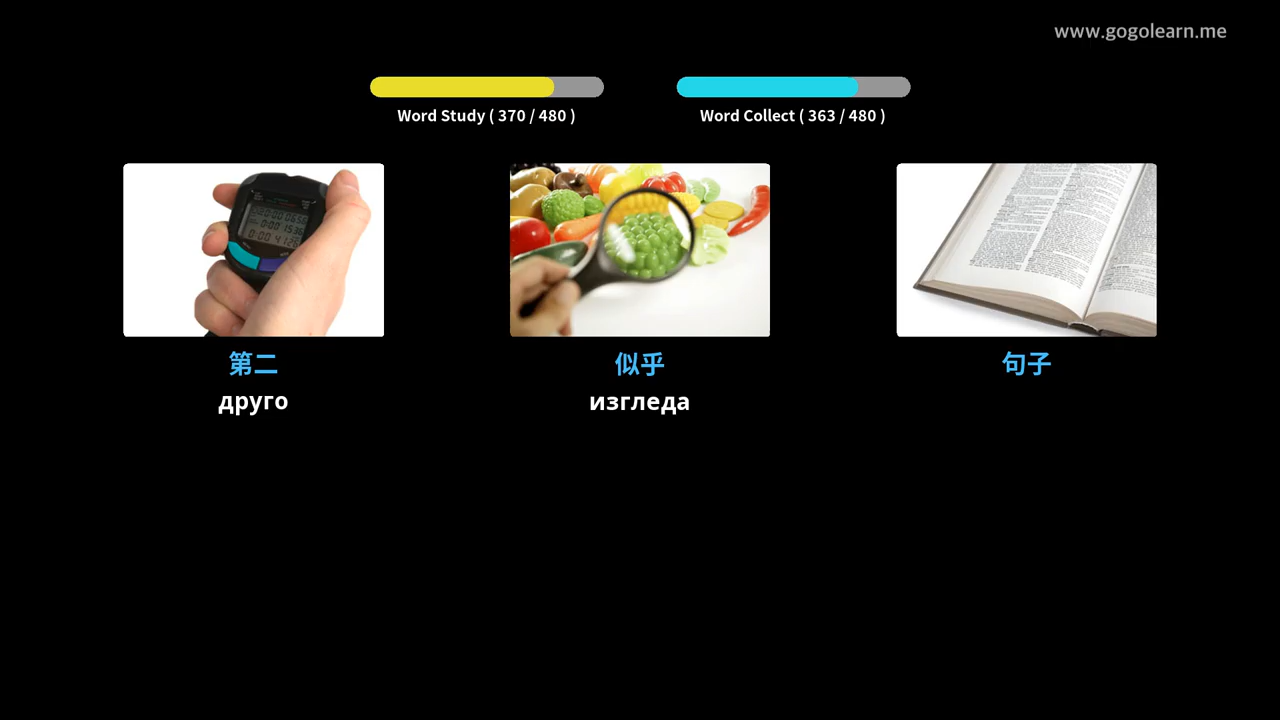 www.gogolearn.me
Word Study ( 370 / 480 )
Word Collect ( 363 / 480 )
第二
似乎
句子
друго
изгледа